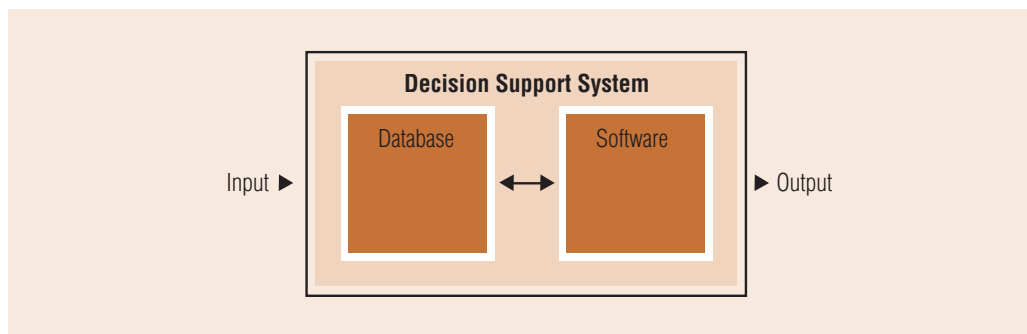 Decision Support System
Database
Software
Input
Output